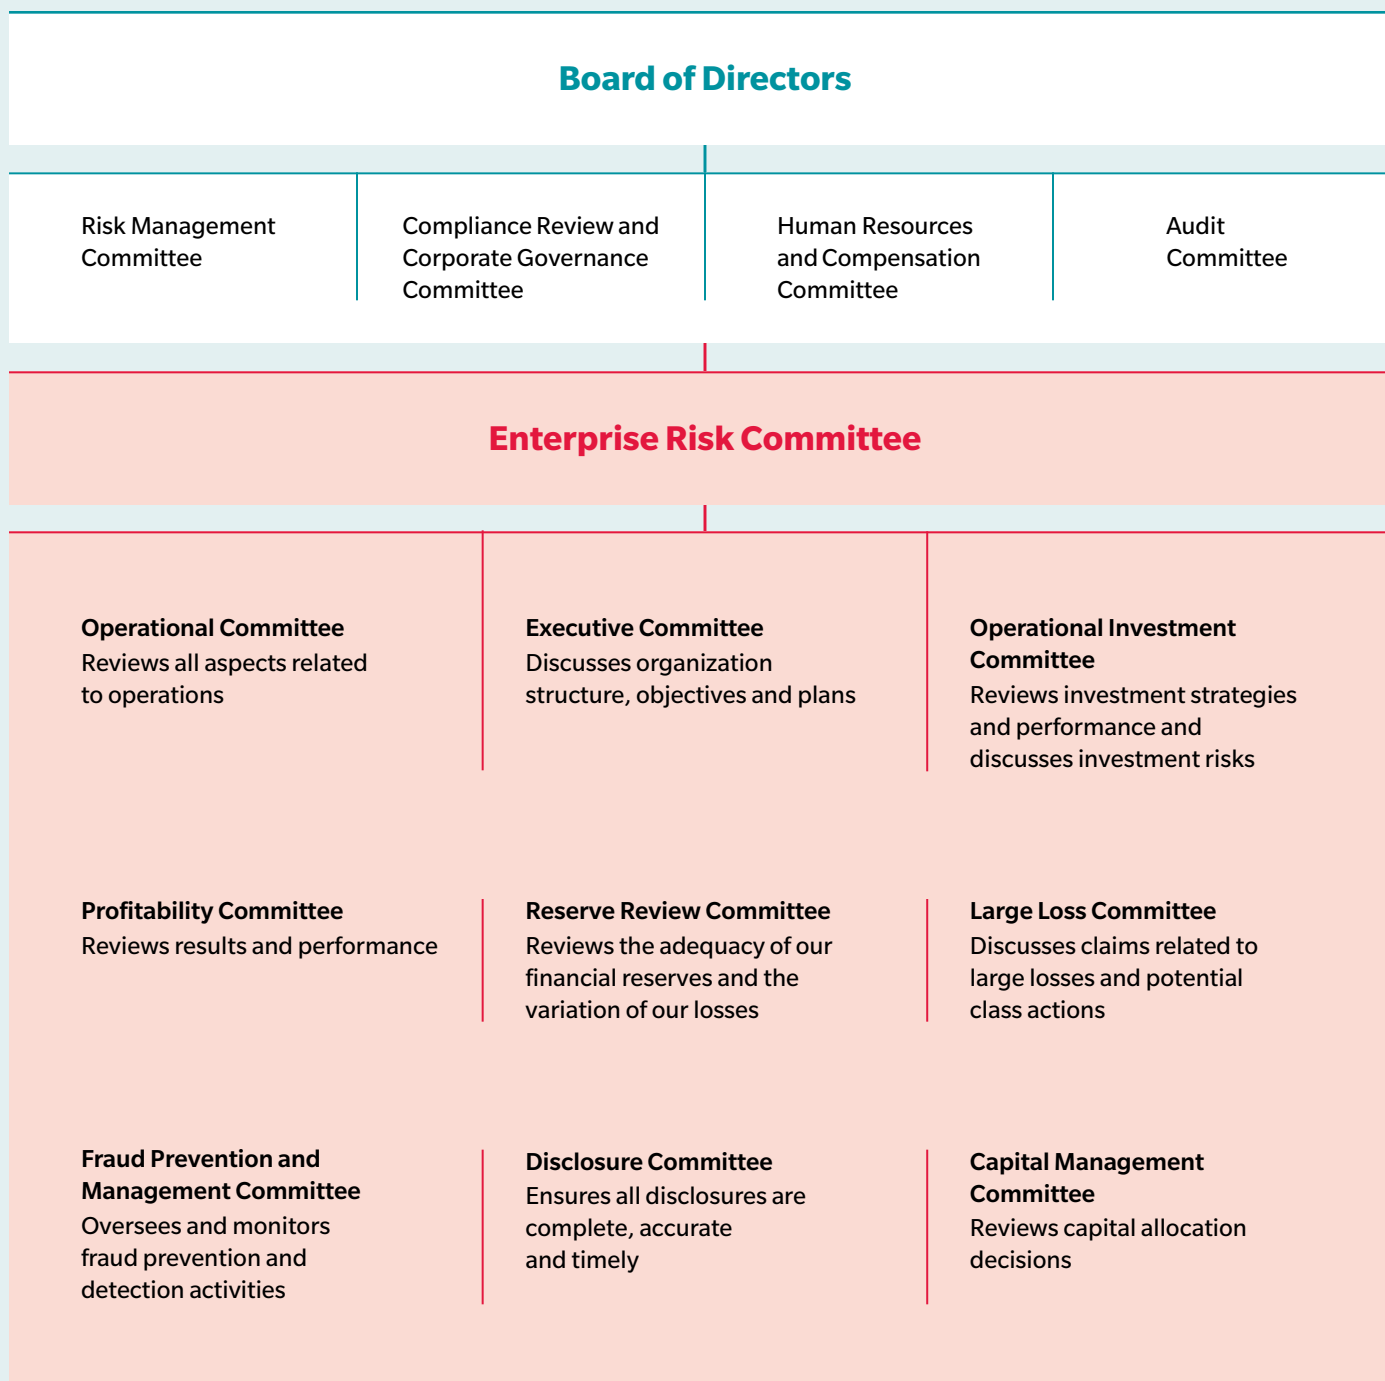 Board of Directors
Risk Management
Committee
Compliance Review and
Corporate Governance
Committee
Human Resources
and Compensation
Committee
Audit
Committee
Enterprise Risk Committee
Operational Committee
Reviews all aspects related
to operations
Executive Committee
Discusses organization
structure, objectives and plans
Operational Investment
Committee
Reviews investment strategies
and performance and
discusses investment risks
Profitability Committee
Reviews results and performance
Reserve Review Committee
Reviews the adequacy of our
financial reserves and the
variation of our losses
Large Loss Committee
Discusses claims related to
large losses and potential
class actions
Fraud Prevention and
Management Committee
Oversees and monitors
fraud prevention and
detection activities
Disclosure Committee
Ensures all disclosures are
complete, accurate
and timely
Capital Management
Committee
Reviews capital allocation
decisions